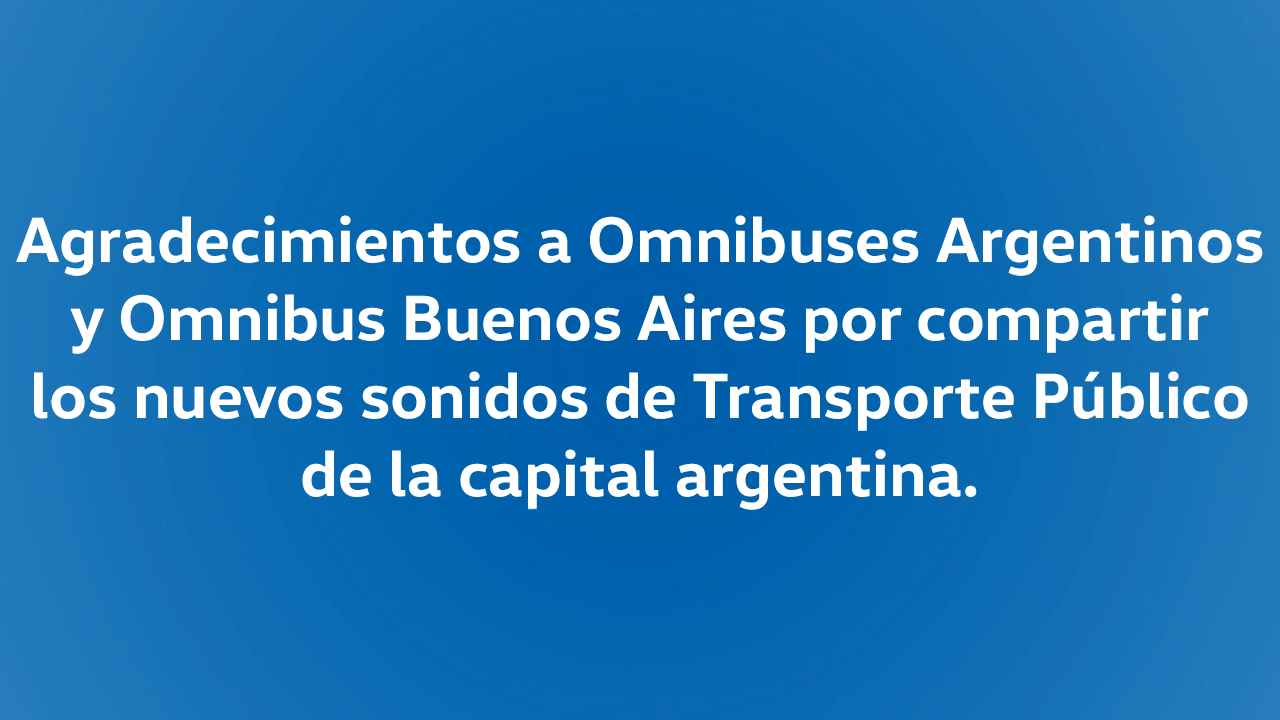 Agradecimientos a Omnibuses Argentinos
y Omnibus Buenos Aires por compartir
los nuevos sonidos de Transporte Público
de la capital argentina.